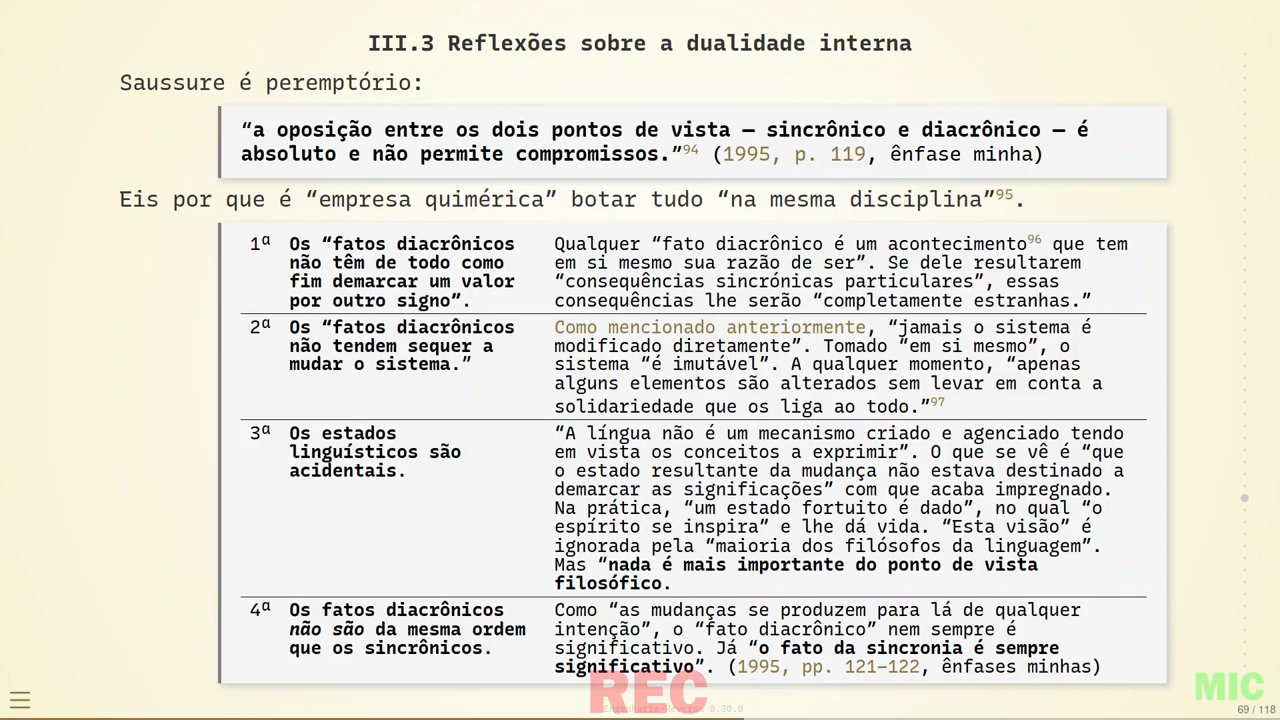 III.3 Reflexões sobre a dualidade interna
Saussure é peremptório:
“a oposição entre os dois pontos de vista — sincrônico e diacrônico — é
absoluto e não permite compromissos.”94 (1995, p. 119, ênfase minha)
Eis por que é “empresa quimérica” botar tudo “na mesma disciplina”95.
1ª Os “fatos diacrônicos
não têm de todo como
fim demarcar um valor
por outro signo”.
Qualquer “fato diacrônico é um acontecimento96 que tem
em si mesmo sua razão de ser”. Se dele resultarem
“consequências sincrónicas particulares”, essas
consequências lhe serão “completamente estranhas.”
2ª Os “fatos diacrônicos
não tendem sequer a
mudar o sistema.”
Como mencionado anteriormente, “jamais o sistema é
modificado diretamente”. Tomado “em si mesmo”, o
sistema “é imutável”. A qualquer momento, “apenas
alguns elementos são alterados sem levar em conta a
solidariedade que os liga ao todo.”97
3ª Os estados
linguísticos são
acidentais.
“A língua não é um mecanismo criado e agenciado tendo
em vista os conceitos a exprimir”. O que se vê é “que
o estado resultante da mudança não estava destinado a
demarcar as significações” com que acaba impregnado.
Na prática, “um estado fortuito é dado”, no qual “o
espírito se inspira” e lhe dá vida. “Esta visão” é
ignorada pela “maioria dos filósofos da linguagem”.
Mas “nada é mais importante do ponto de vista
filosófico.
4ª Os fatos diacrônicos
não são da mesma ordem
que os sincrônicos.
Como “as mudanças se produzem para lá de qualquer
intenção”, o “fato diacrônico” nem sempre é
significativo. Já “o fato da sincronia é sempre
significativo”. (1995, pp. 121–122, ênfases minhas)
REC
MIC
Engenharia-Reversa 0.30.0
69 / 118